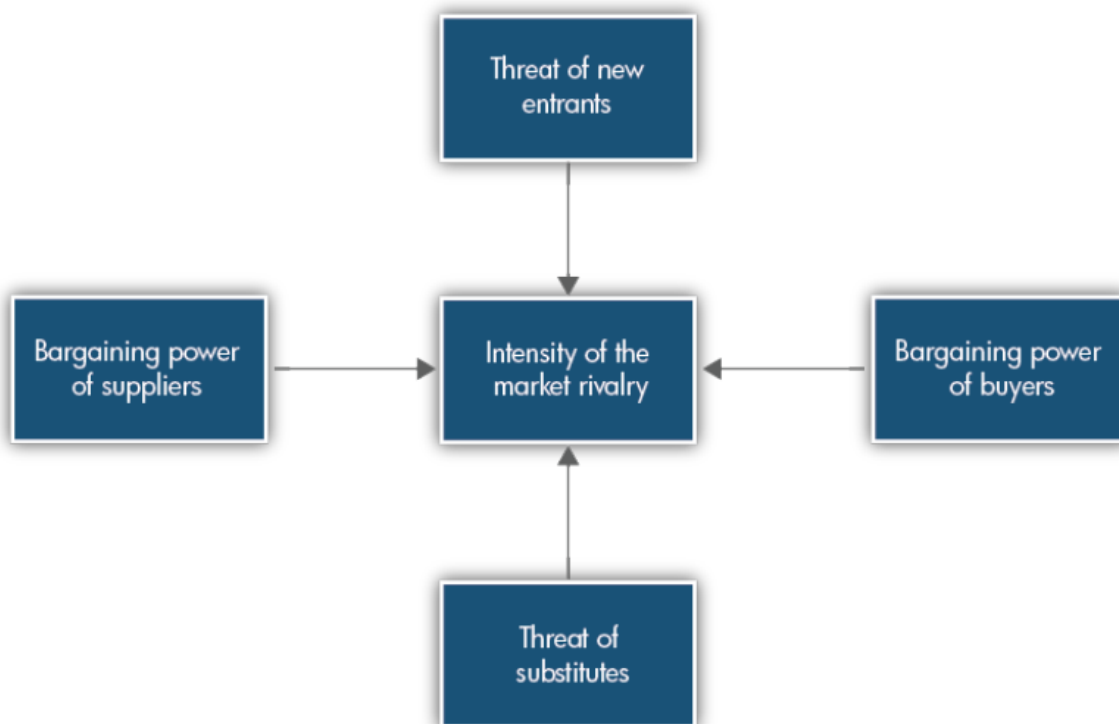 Threat of new
entrants
Bargaining power
of suppliers
Intensity of the
market rivalry
Bargaining power
of buyers
Threat of
substitutes